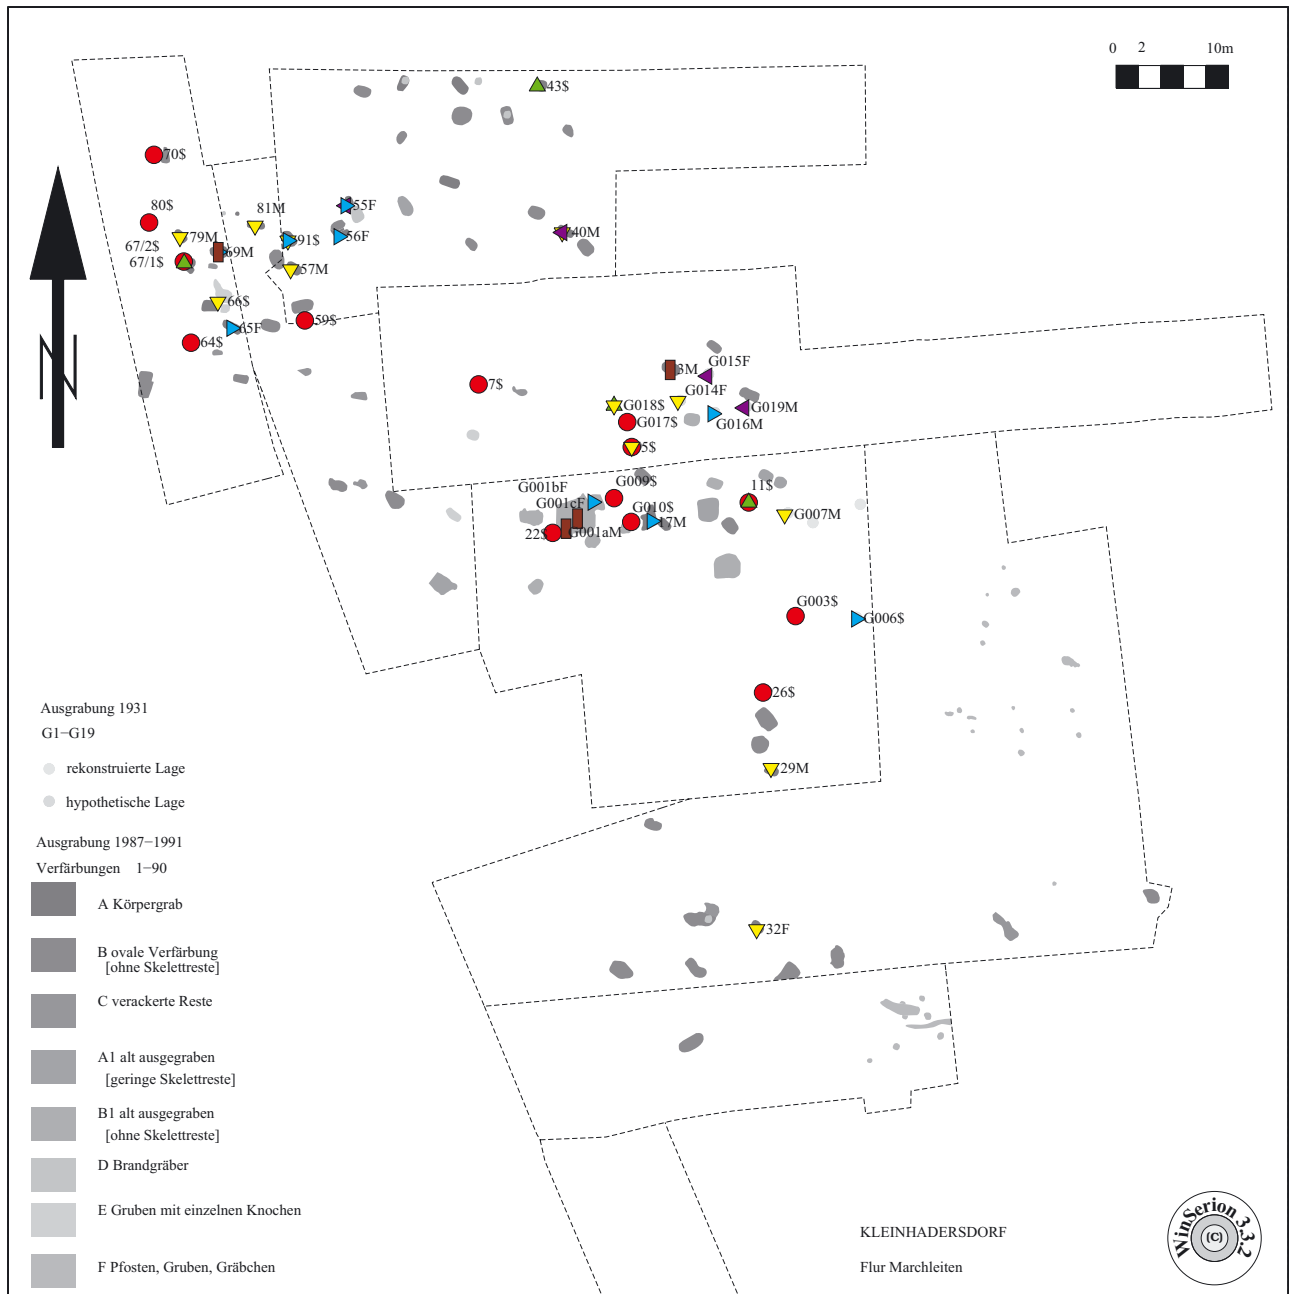 0 2 10m
43$
70$
80$
81M
55F
79M
91$
56F
40M
67/2$
67/1$
69M
57M
66$
59$
65F
64$
3M
G015F
7$
G014F
G018$
G019M
G017$
G016M
5$
G009$
G001bF
11$
G001cF
G010$
G007M
17M
22$
G001aM
G003$
G006$
26$
29M
32F
N
Ausgrabung 1931
G1−G19
rekonstruierte Lage
hypothetische Lage
Ausgrabung 1987−1991
Verfärbungen 1−90
A Körpergrab
B ovale Verfärbung
[ohne Skelettreste]
C verackerte Reste
A1 alt ausgegraben
[geringe Skelettreste]
B1 alt ausgegraben
[ohne Skelettreste]
D Brandgräber
E Gruben mit einzelnen Knochen
F Pfosten, Gruben, Gräbchen
KLEINHADERSDORF
Flur Marchleiten
WinSerion 3.3.2
(C)